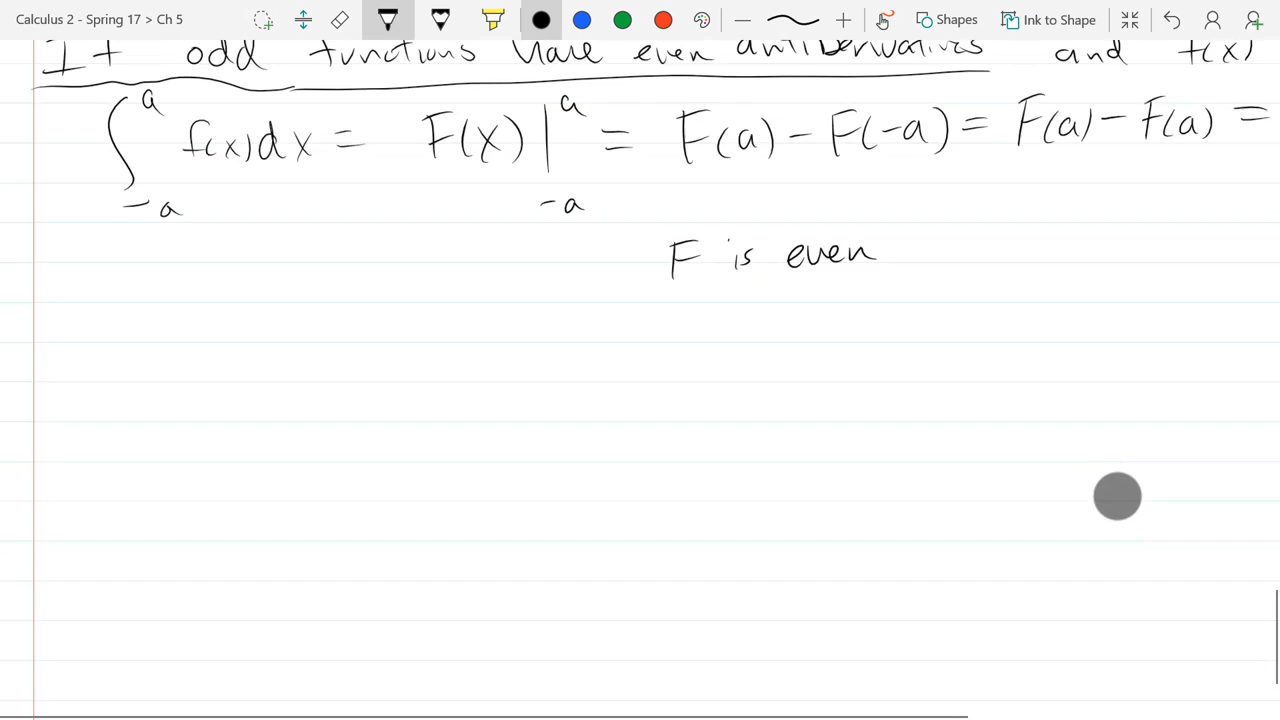 Calculus 2 - Spring 17 > Ch 5 Shapes Ink to Shape
If odd functions have even antiderivatives and f(x)
∫_{-a}^{a} f(x)dx = F(x)|_{-a}^{a} = F(a) - F(-a) = F(a) - F(a) =
F is even